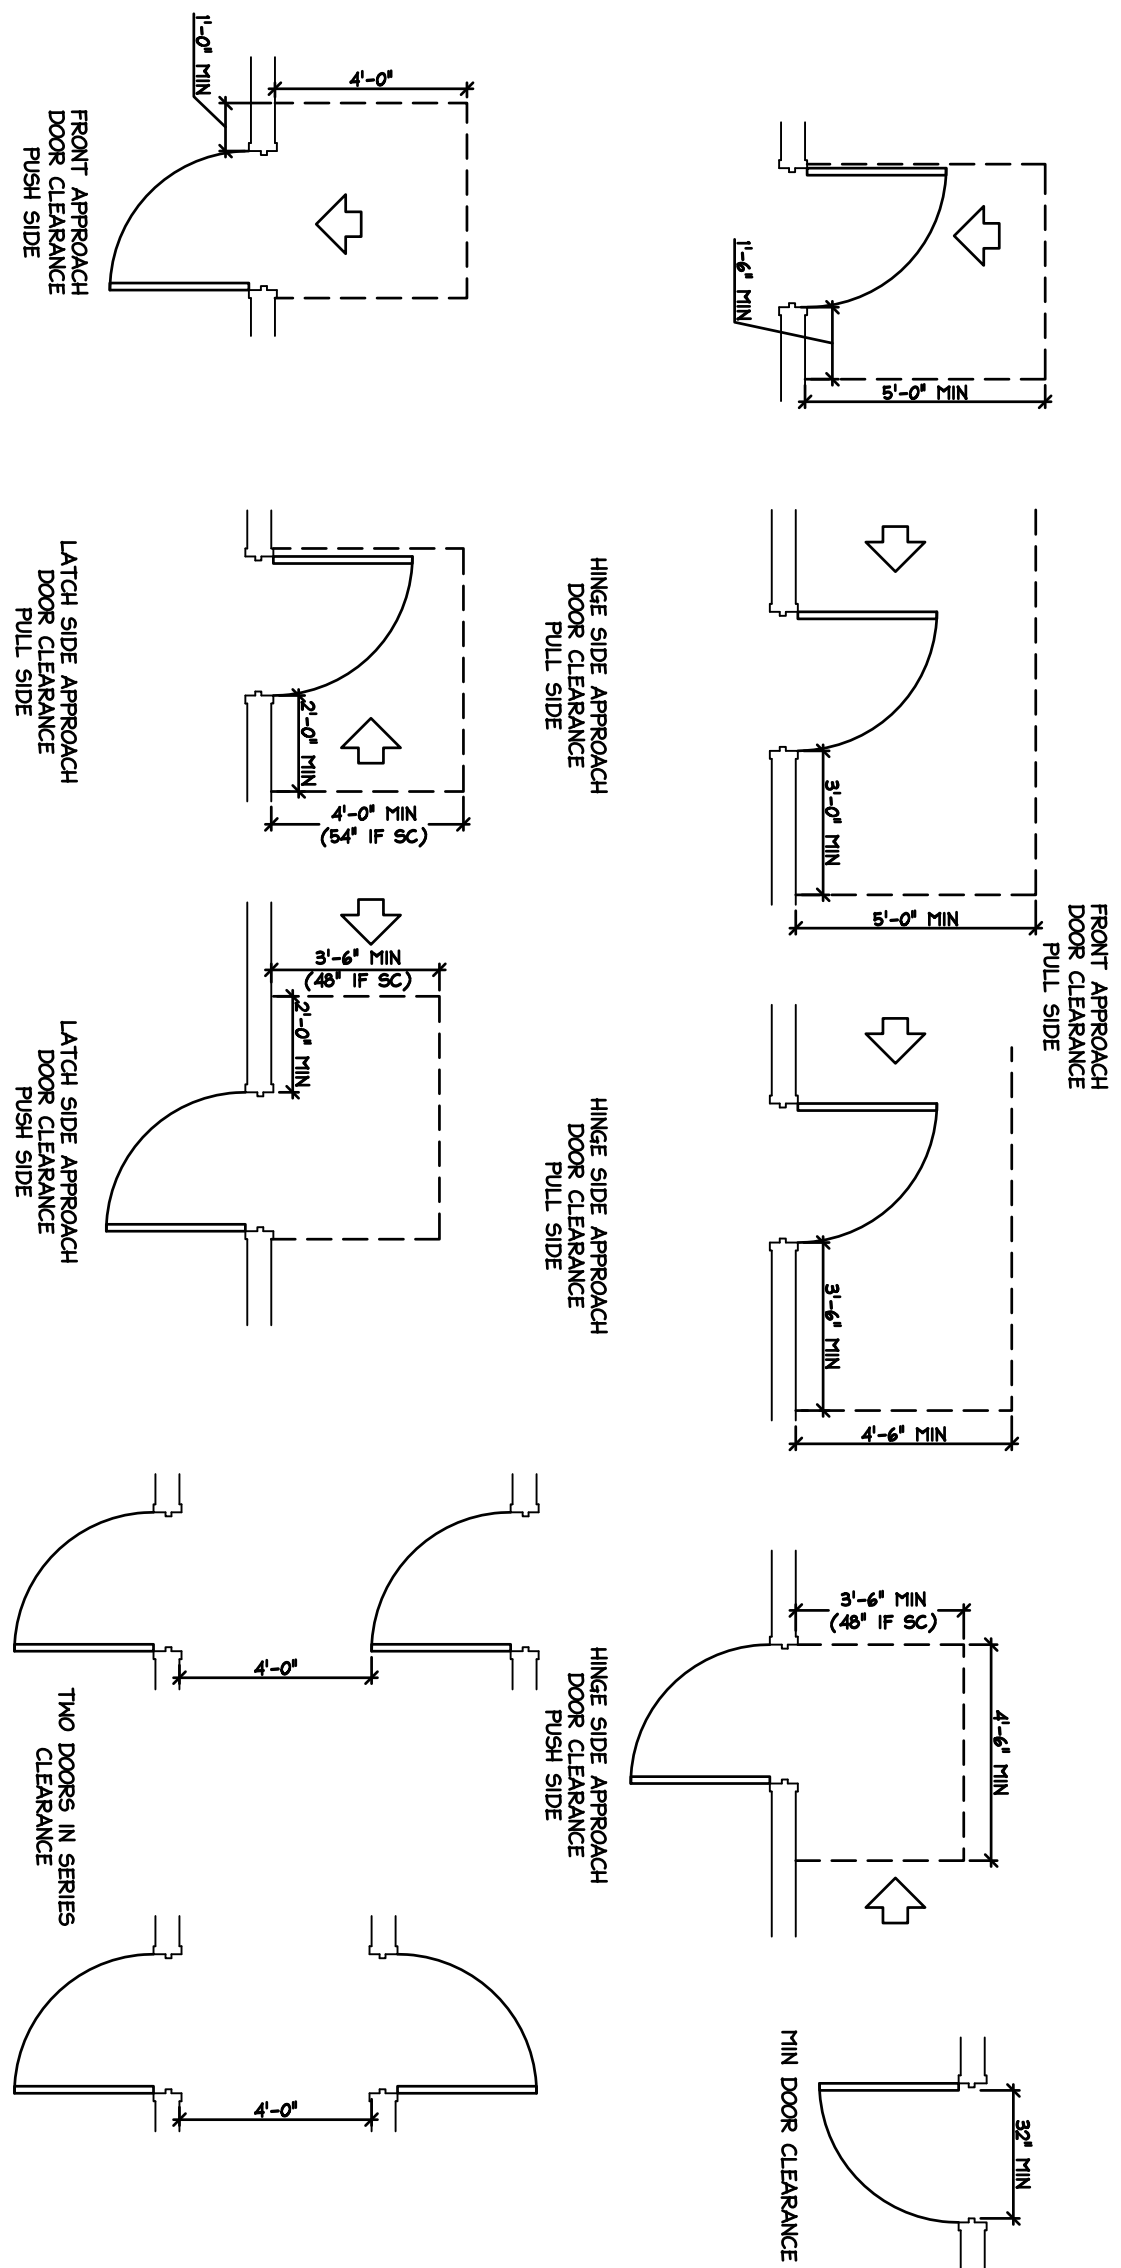 1'-6" MIN
5'-0" MIN
FRONT APPROACH
DOOR CLEARANCE
PULL SIDE
3'-0" MIN
5'-0" MIN
HINGE SIDE APPROACH
DOOR CLEARANCE
PULL SIDE
3'-6" MIN
4'-6" MIN
HINGE SIDE APPROACH
DOOR CLEARANCE
PULL SIDE
4'-6" MIN
3'-6" MIN
(48" IF SC)
HINGE SIDE APPROACH
DOOR CLEARANCE
PUSH SIDE
32" MIN
MIN DOOR CLEARANCE
4'-0"
1'-0" MIN
FRONT APPROACH
DOOR CLEARANCE
PUSH SIDE
2'-0" MIN
4'-0" MIN
(54" IF SC)
LATCH SIDE APPROACH
DOOR CLEARANCE
PULL SIDE
3'-6" MIN
(48" IF SC)
2'-0" MIN
LATCH SIDE APPROACH
DOOR CLEARANCE
PUSH SIDE
4'-0"
TWO DOORS IN SERIES
CLEARANCE
4'-0"